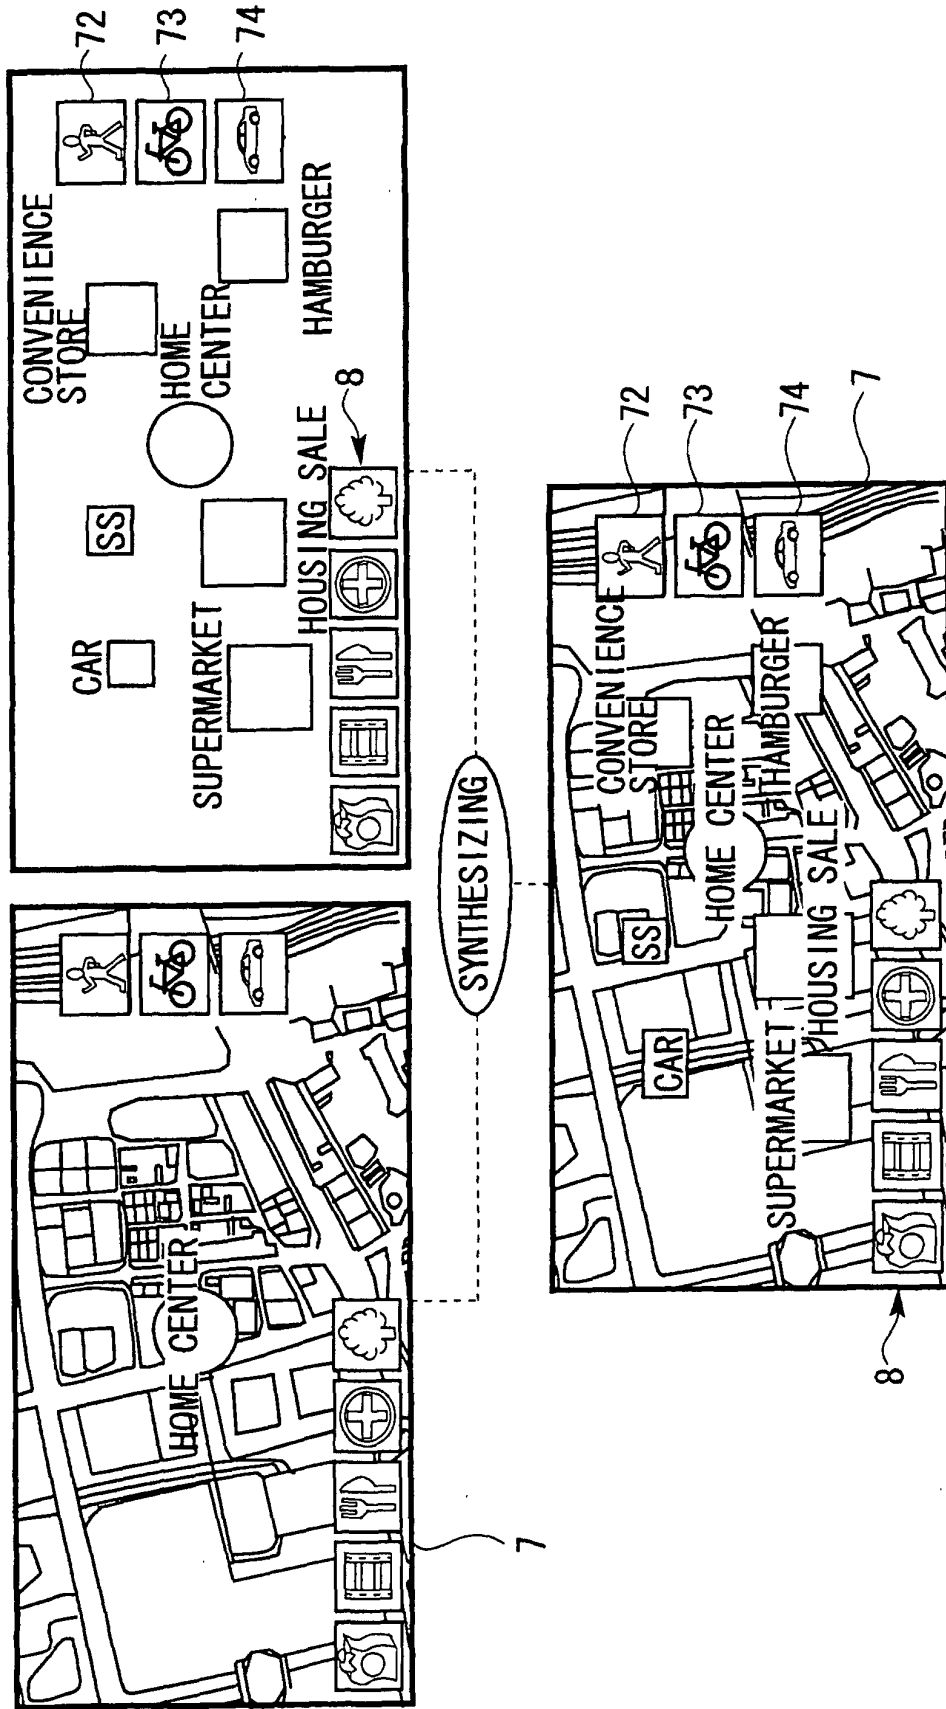 HOME CENTER
7
CONVENIENCE
STORE
72
CAR
SS
73
HOME
CENTER
74
SUPERMARKET
HOUSING SALE
HAMBURGER
8
SYNTHESIZING
CONVENIENCE
STORE
72
SS
CAR
73
HOME CENTER
HAMBURGER
74
SUPERMARKET
HOUSING SALE
7
8